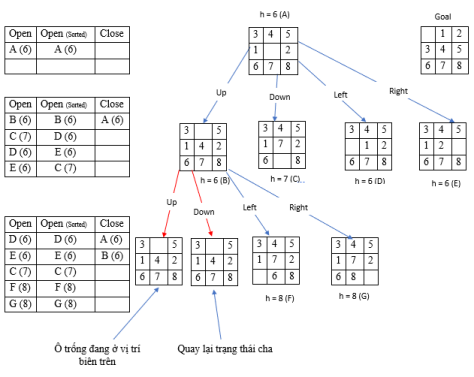 Open Open (Sorted) Close
A (6) A (6)
Open Open (Sorted) Close
B (6) B (6) A (6)
C (7) D (6)
D (6) E (6)
E (6) C (7)
Open Open (Sorted) Close
D (6) D (6) A (6)
E (6) E (6) B (6)
C (7) C (7)
F (8) F (8)
G (8) G (8)
h = 6 (A)
3 4 5
1 2
6 7 8
Goal
1 2
3 4 5
6 7 8
Up
Down
Left
Right
3 5
1 4 2
6 7 8
h = 6 (B)
3 4 5
1 7 2
6 8
h = 7 (C)...
3 4 5
1 2
6 7 8
h = 6 (D)
3 4 5
1 2
6 7 8
h = 6 (E)
Up
Down
Left
Right
3 5
1 4 2
6 7 8
3 5
1 4 2
6 7 8
3 4 5
1 7 2
6 8
h = 8 (F)
3 4 5
1 7 2
6 8
h = 8 (G)
Ô trống đang ở vị trí
biên trên
Quay lại trạng thái cha